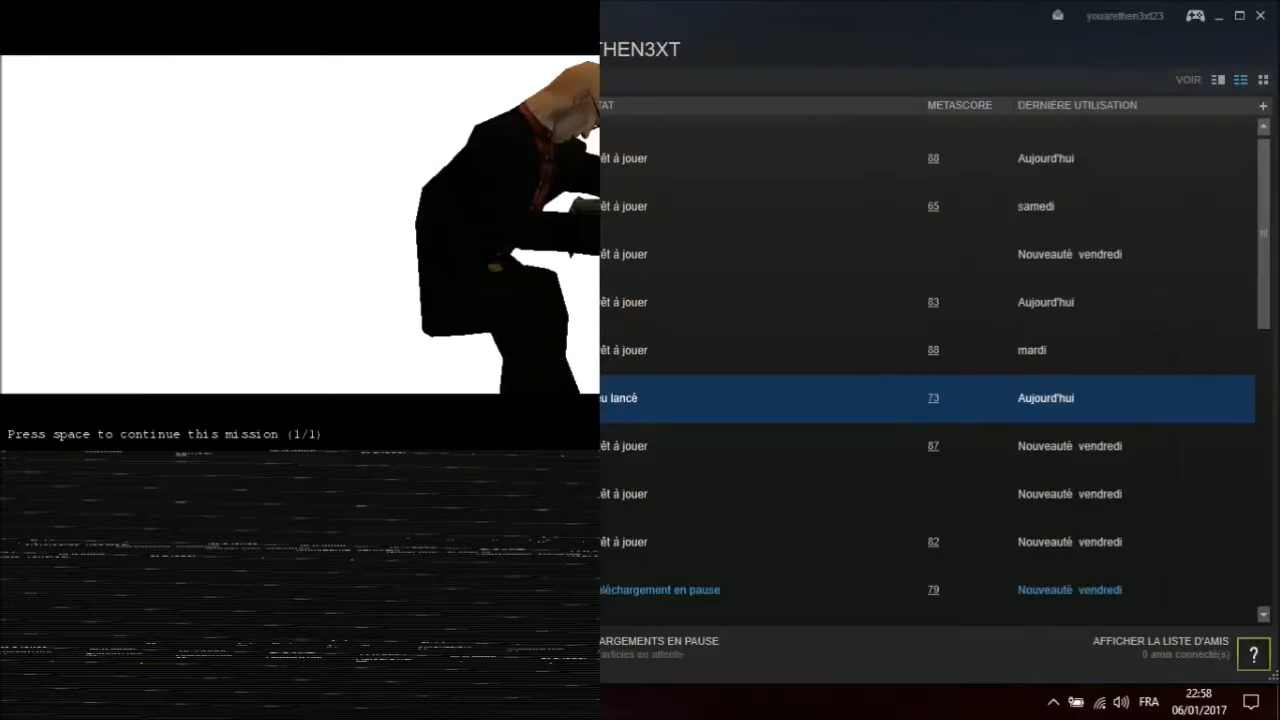 youarethen3xt23
THEN3XT
VOIR
TAT METASCORE DERNIÈRE UTILISATION +
êt à jouer 88 Aujourd'hui
êt à jouer 65 samedi
êt à jouer Nouveauté vendredi
êt à jouer 83 Aujourd'hui
êt à jouer 88 mardi
eu lancé 73 Aujourd'hui
êt à jouer 87 Nouveauté vendredi
êt à jouer Nouveauté vendredi
êt à jouer 82 Nouveauté vendredi
éléchargement en pause 79 Nouveauté vendredi
Press space to continue this mission (1/1)
ARGEMENTS EN PAUSE AFFICHER LA LISTE D'AMIS
articles en attente 0 amis connecté(s)
?
FRA 22:58
06/01/2017